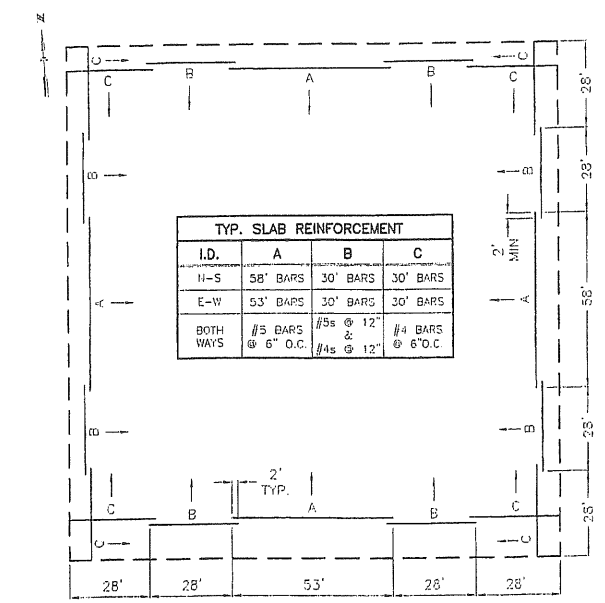 N
C
C
B
A
B
C
C
28'
B
B
28'
TYP. SLAB REINFORCEMENT
I.D. A B C
N-S 58' BARS 30' BARS 30' BARS
E-W 53' BARS 30' BARS 30' BARS
BOTH WAYS #5 BARS @ 6" O.C. #5s @ 12" & #4s @ 12" #4 BARS @ 6"O.C.
2' MIN
A
A
58'
B
B
28'
2' TYP.
C
B
A
B
C
C
C
28'
28'
28'
53'
28'
28'